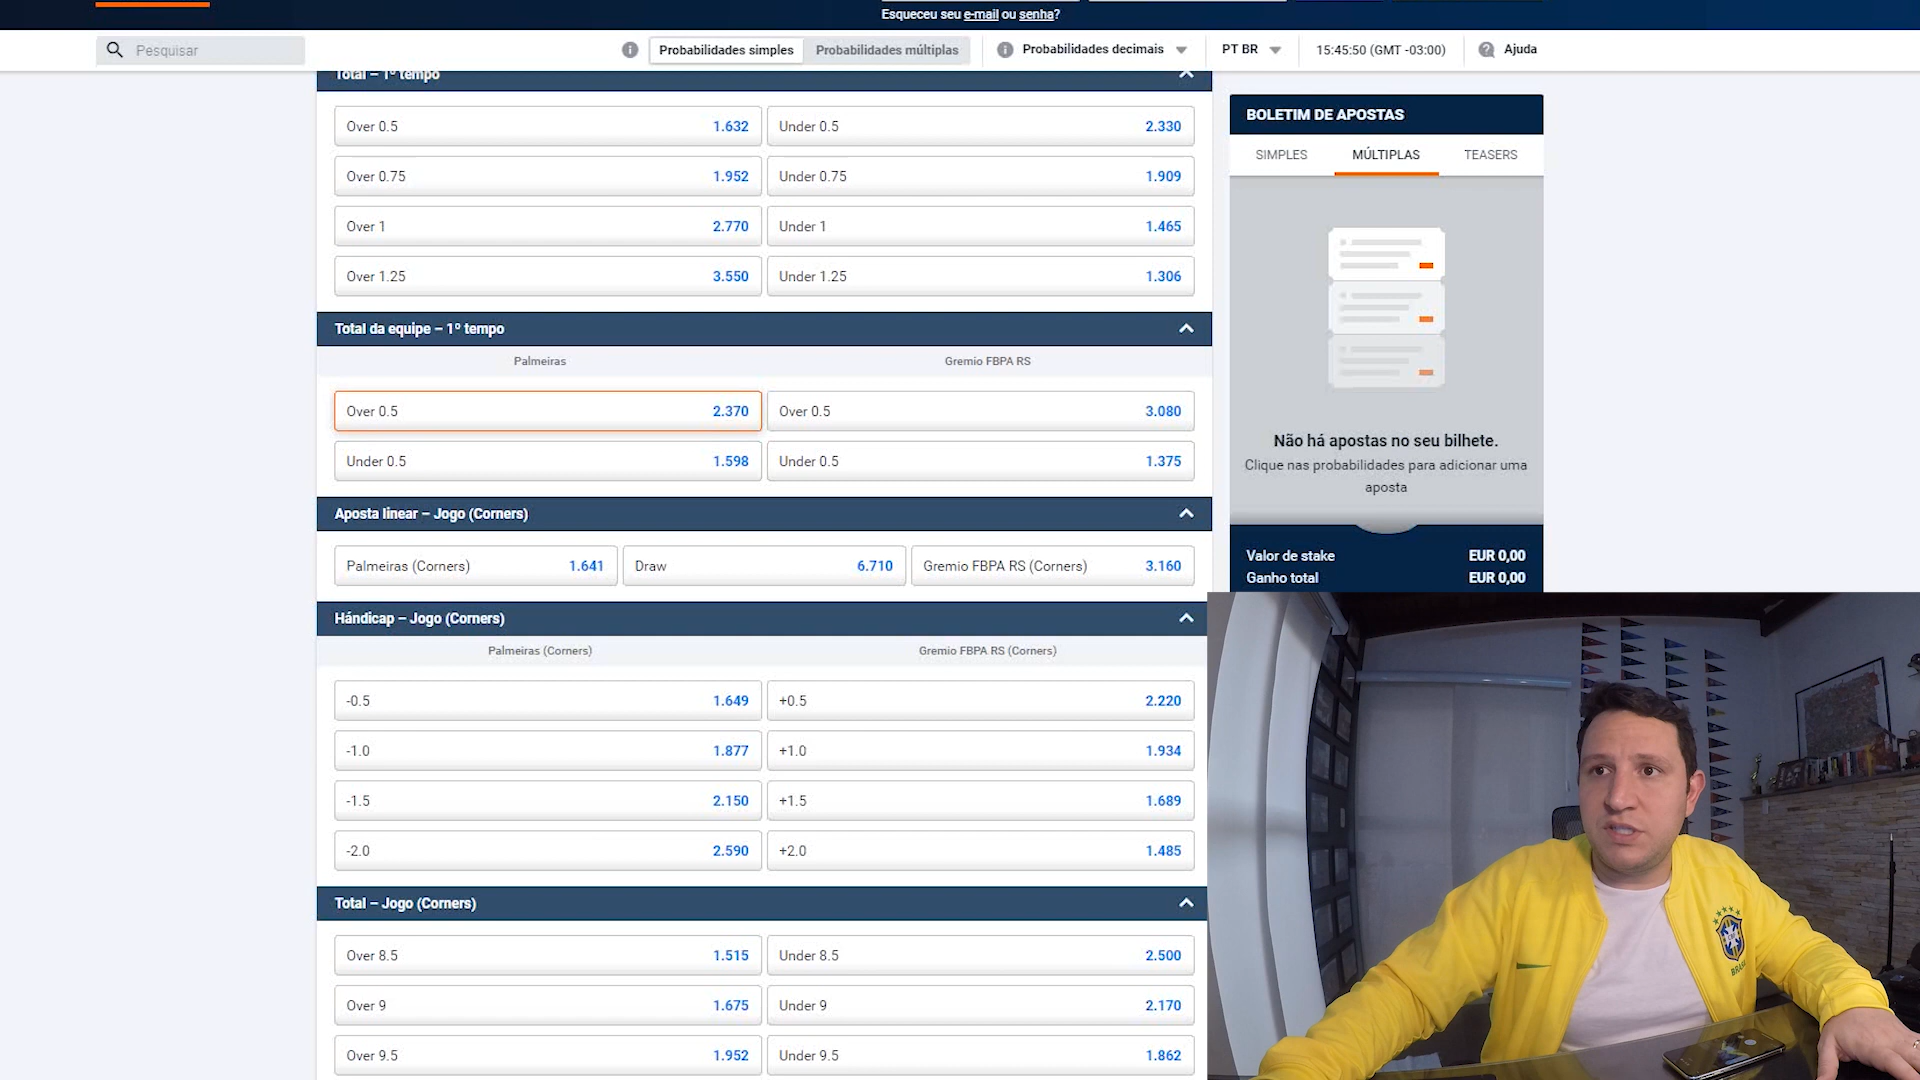 Esqueceu seu e-mail ou senha?
Pesquisar
Probabilidades simples
Probabilidades múltiplas
Probabilidades decimais
PT BR
15:45:50 (GMT -03:00)
Ajuda
Total – 1º tempo
Over 0.5 1.632 Under 0.5 2.330
Over 0.75 1.952 Under 0.75 1.909
Over 1 2.770 Under 1 1.465
Over 1.25 3.550 Under 1.25 1.306
Total da equipe – 1º tempo
Palmeiras Gremio FBPA RS
Over 0.5 2.370 Over 0.5 3.080
Under 0.5 1.598 Under 0.5 1.375
Aposta linear – Jogo (Corners)
Palmeiras (Corners) 1.641 Draw 6.710 Gremio FBPA RS (Corners) 3.160
Hándicap – Jogo (Corners)
Palmeiras (Corners) Gremio FBPA RS (Corners)
-0.5 1.649 +0.5 2.220
-1.0 1.877 +1.0 1.934
-1.5 2.150 +1.5 1.689
-2.0 2.590 +2.0 1.485
Total – Jogo (Corners)
Over 8.5 1.515 Under 8.5 2.500
Over 9 1.675 Under 9 2.170
Over 9.5 1.952 Under 9.5 1.862
BOLETIM DE APOSTAS
SIMPLES MÚLTIPLAS TEASERS
Não há apostas no seu bilhete.
Clique nas probabilidades para adicionar uma
aposta
Valor de stake EUR 0,00
Ganho total EUR 0,00
CBF
BRASIL